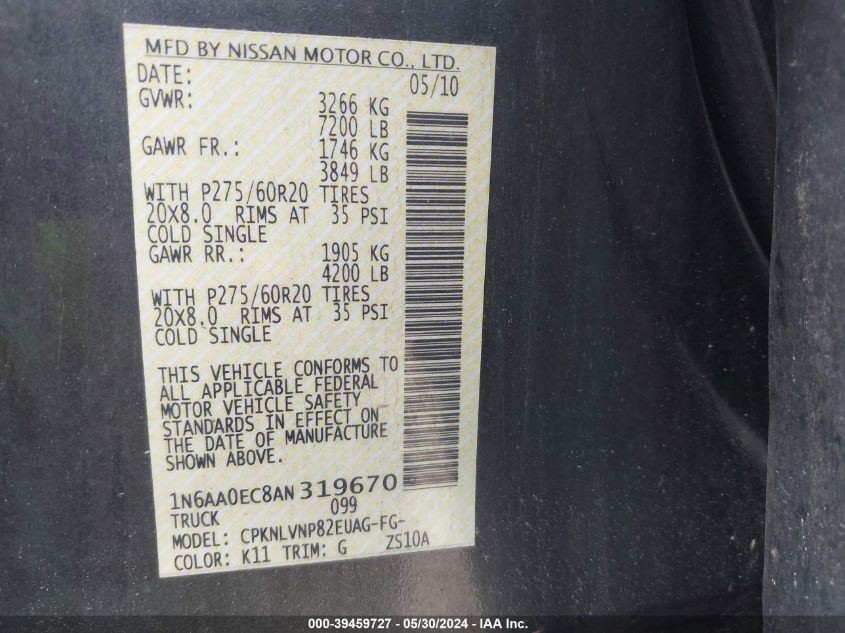 MFD BY NISSAN MOTOR CO., LTD.
DATE: 05/10
GVWR: 3266 KG
7200 LB
GAWR FR.: 1746 KG
3849 LB
WITH P275/60R20 TIRES
20X8.0 RIMS AT 35 PSI
COLD SINGLE
GAWR RR.: 1905 KG
4200 LB
WITH P275/60R20 TIRES
20X8.0 RIMS AT 35 PSI
COLD SINGLE
THIS VEHICLE CONFORMS TO
ALL APPLICABLE FEDERAL
MOTOR VEHICLE SAFETY
STANDARDS IN EFFECT ON
THE DATE OF MANUFACTURE
SHOWN ABOVE.
1N6AA0EC8AN319670
TRUCK 099
MODEL: CPKNLVNP82EUAG-FG-
COLOR: K11 TRIM: G ZS10A
000-39459727 - 05/30/2024 - IAA Inc.